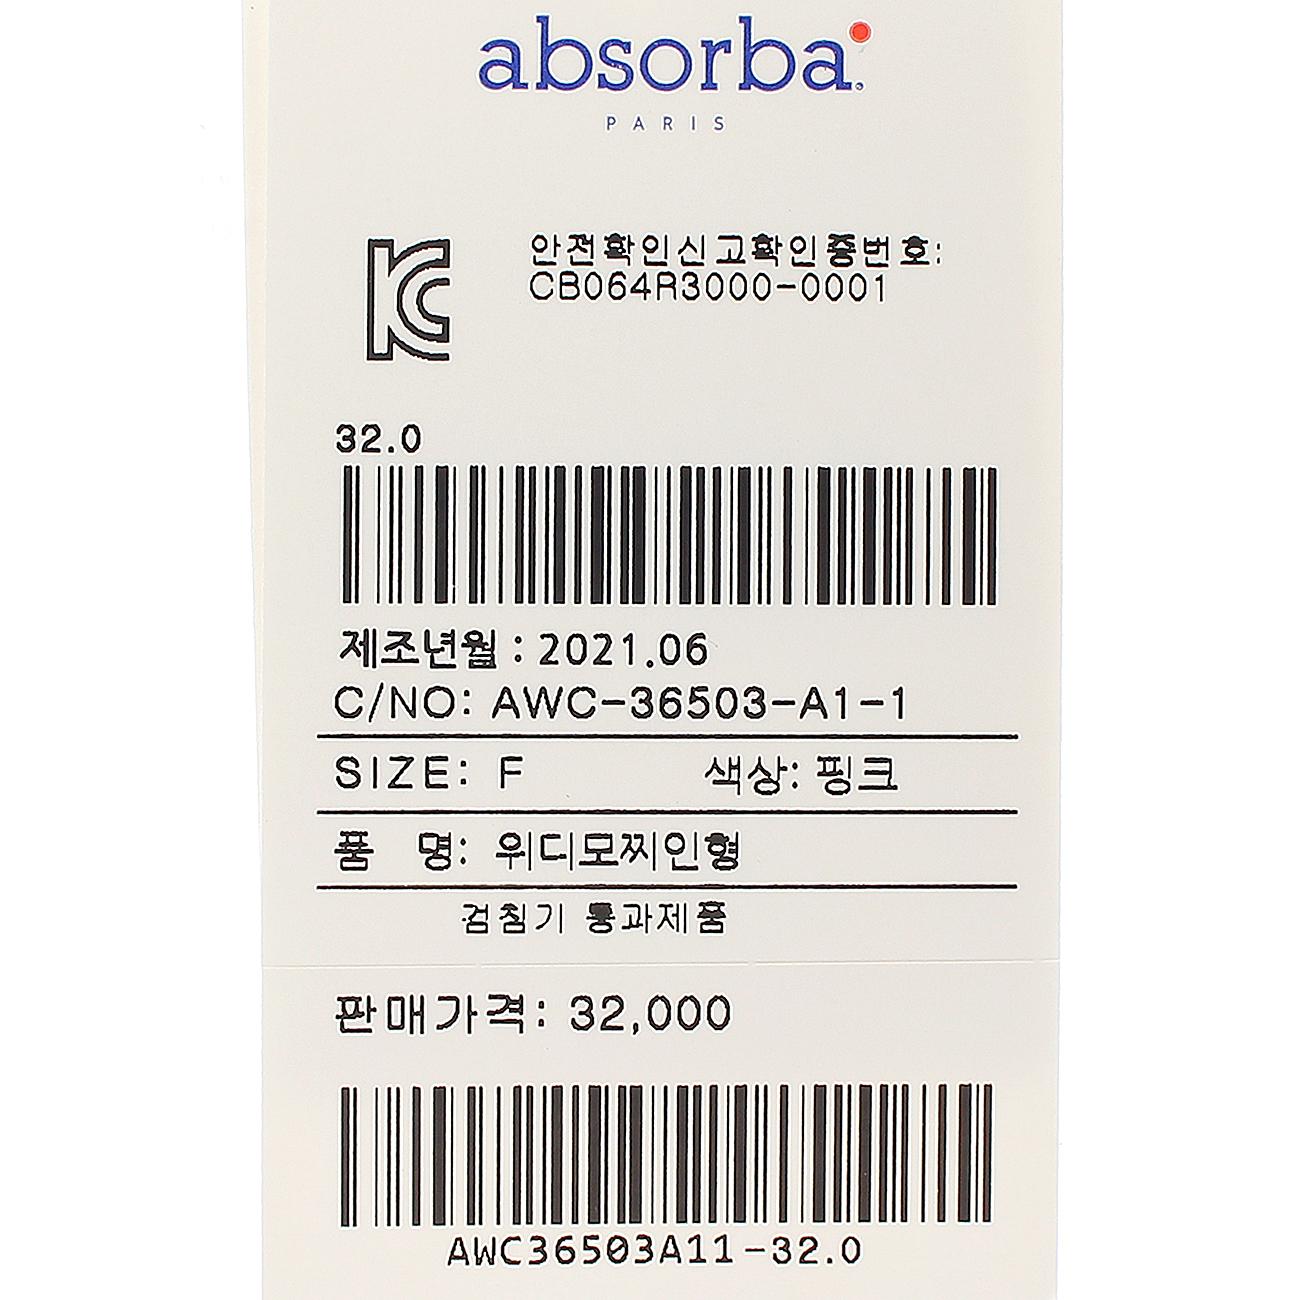 absorba.
PARIS
안전확인신고확인증번호:
CB064R3000-0001
32.0
제조년월 : 2021.06
C/NO: AWC-36503-A1-1
SIZE: F 색상: 핑크
품 명: 위디모찌인형
검침기 통과제품
판매가격: 32,000
AWC36503A11-32.0